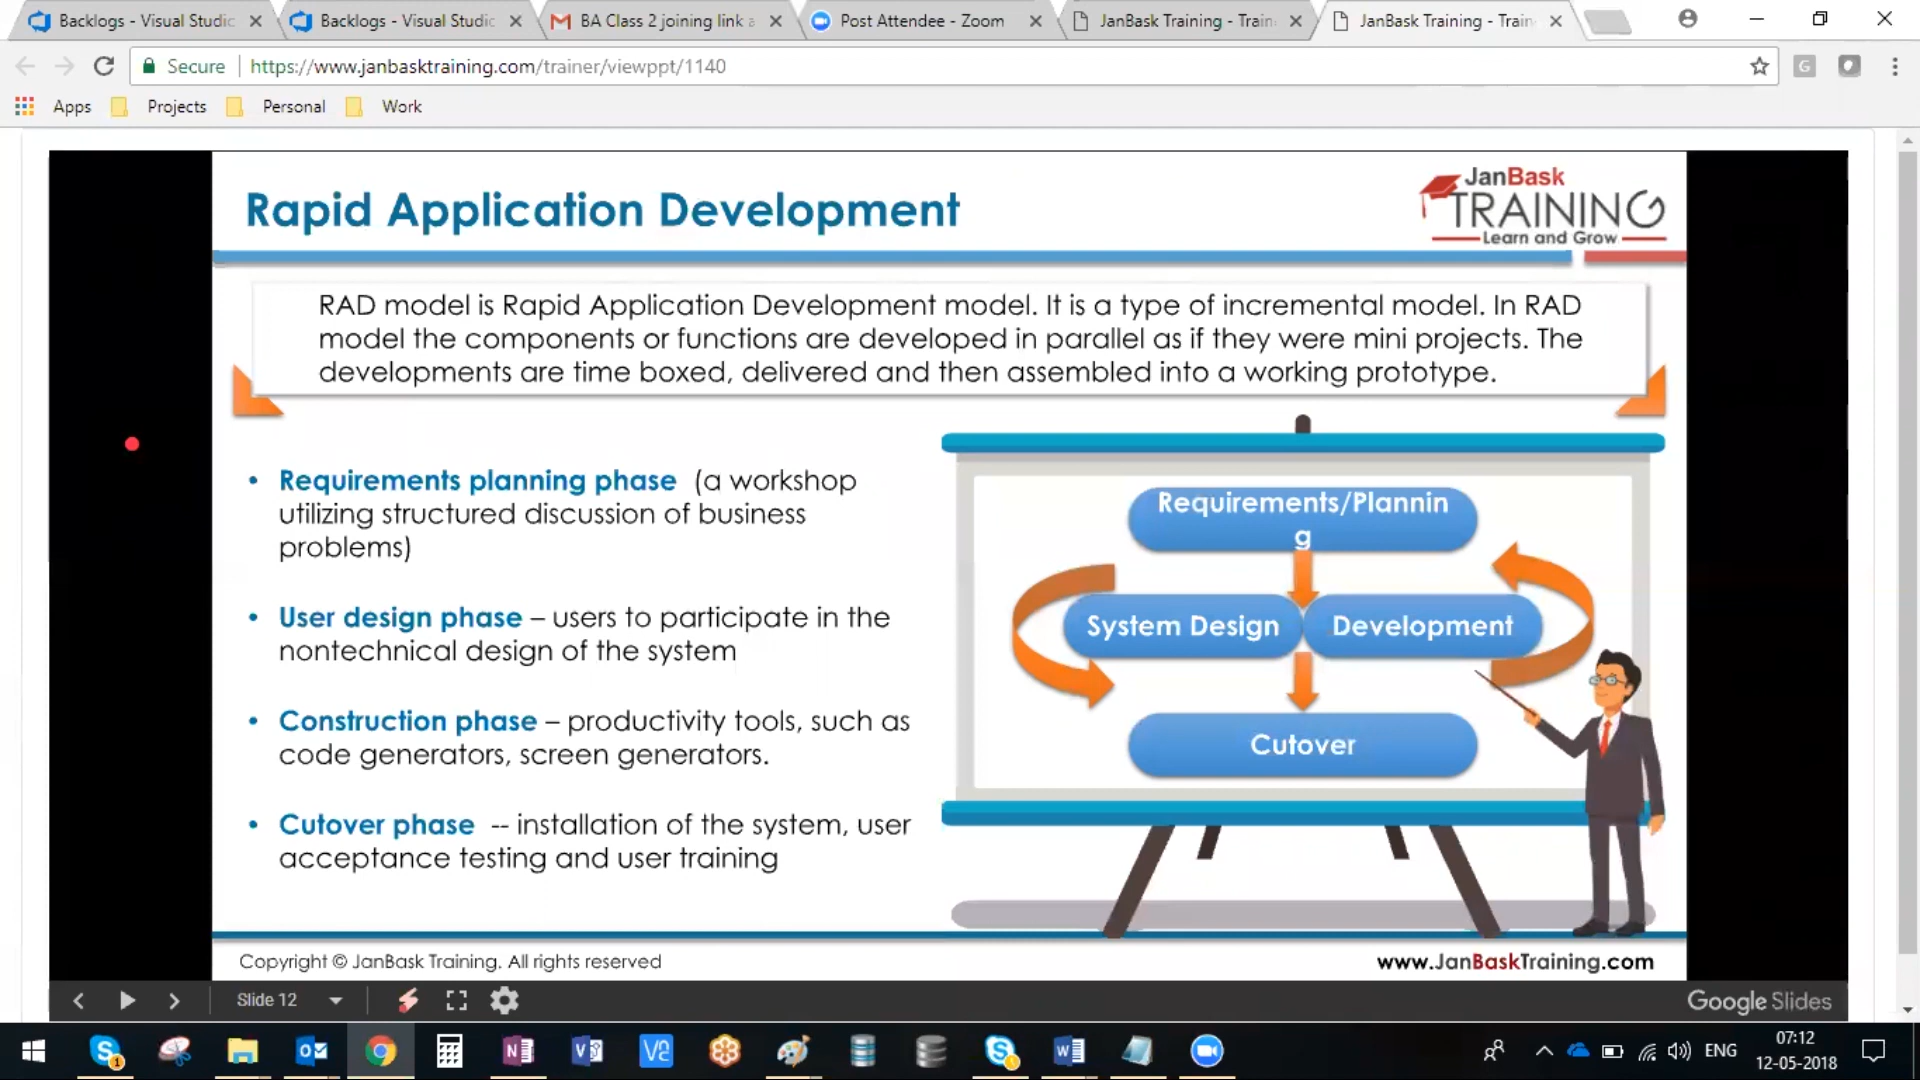 Backlogs - Visual Studic
Backlogs - Visual Studic
BA Class 2 joining link a
Post Attendee - Zoom
JanBask Training - Train
JanBask Training - Train
Secure
https://www.janbasktraining.com/trainer/viewppt/1140
Apps
Projects
Personal
Work
Rapid Application Development
JanBask
TRAINING
Learn and Grow
RAD model is Rapid Application Development model. It is a type of incremental model. In RAD
model the components or functions are developed in parallel as if they were mini projects. The
developments are time boxed, delivered and then assembled into a working prototype.
• Requirements planning phase (a workshop
utilizing structured discussion of business
problems)
• User design phase – users to participate in the
nontechnical design of the system
• Construction phase – productivity tools, such as
code generators, screen generators.
• Cutover phase -- installation of the system, user
acceptance testing and user training
Requirements/Plannin
g
System Design
Development
Cutover
Copyright © JanBask Training. All rights reserved
www.JanBaskTraining.com
Slide 12
Google Slides
ENG
07:12
12-05-2018